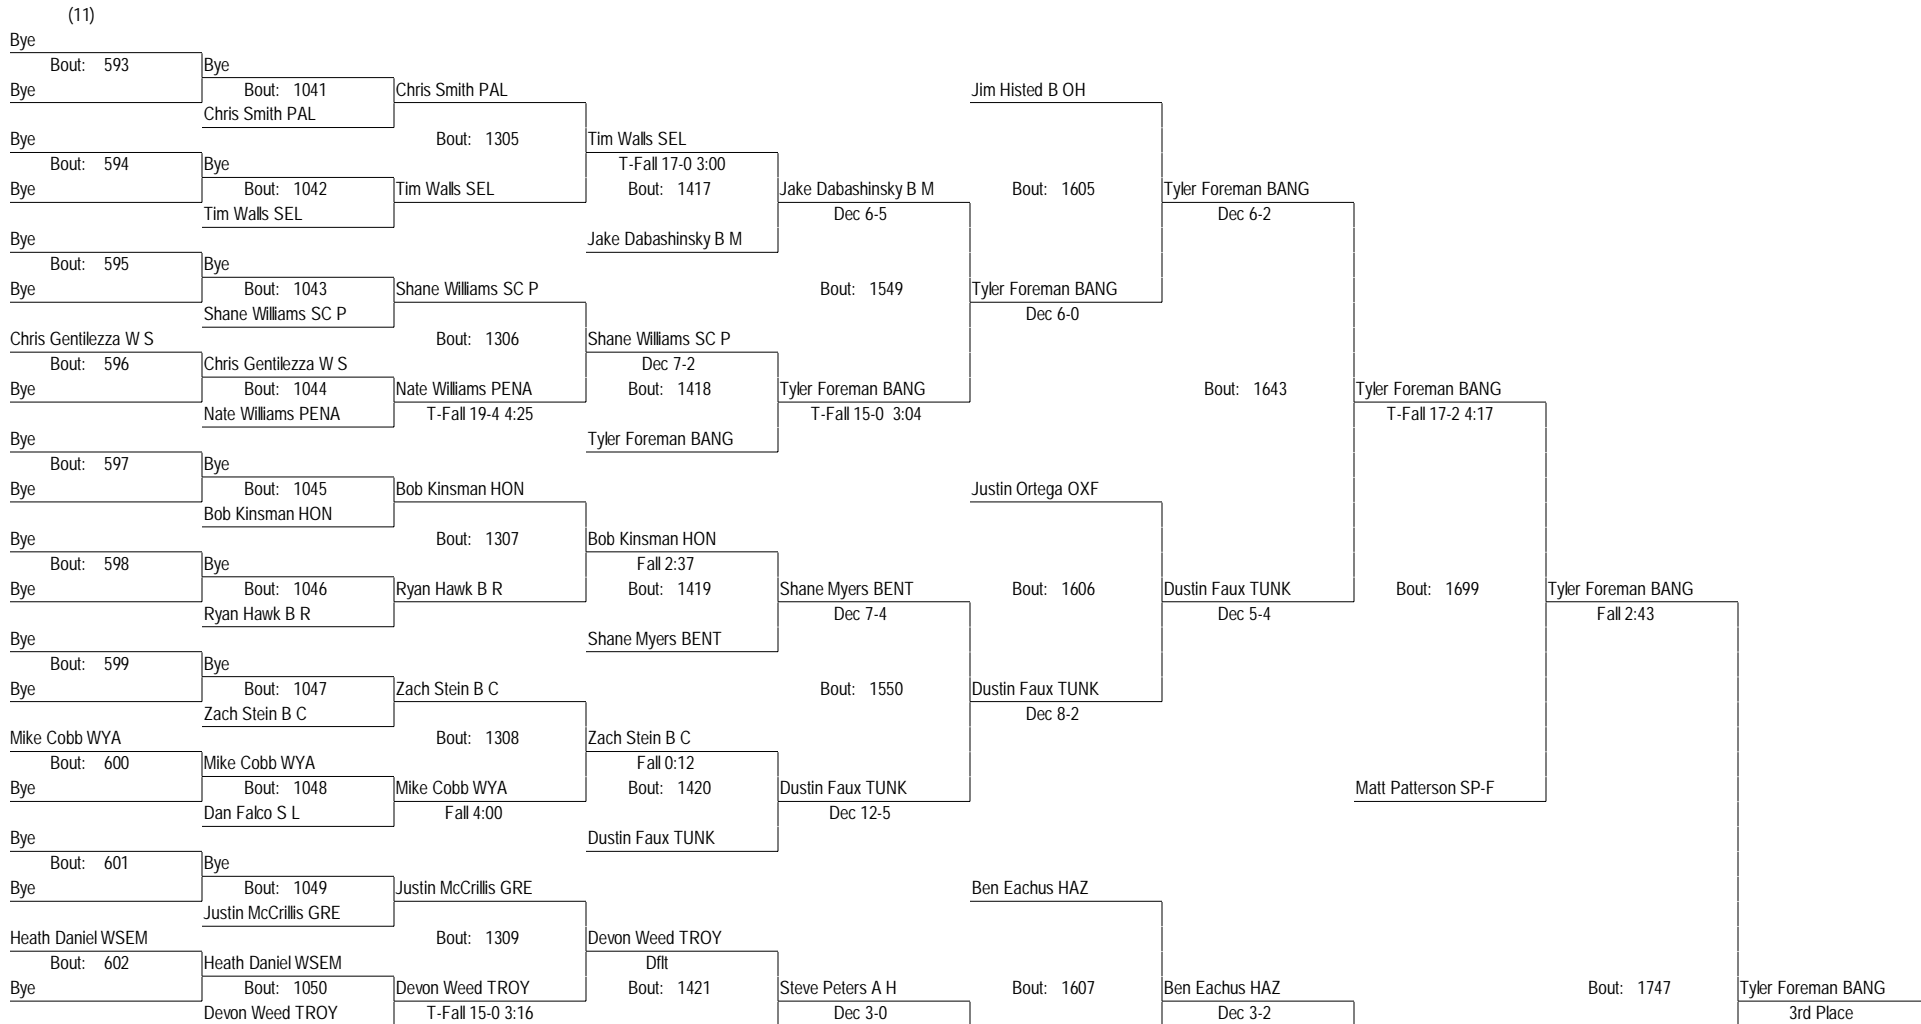 (11)
Bye
Bout: 593 Bye
Bye Bout: 1041 Chris Smith PAL Jim Histed B OH
Chris Smith PAL
Bye Bout: 1305 Tim Walls SEL
Bout: 594 Bye T-Fall 17-0 3:00
Bye Bout: 1042 Tim Walls SEL Bout: 1417 Jake Dabashinsky B M Bout: 1605 Tyler Foreman BANG
Tim Walls SEL Dec 6-5 Dec 6-2
Bye Jake Dabashinsky B M
Bout: 595 Bye
Bye Bout: 1043 Shane Williams SC P Bout: 1549 Tyler Foreman BANG
Shane Williams SC P Dec 6-0
Chris Gentilezza W S Bout: 1306 Shane Williams SC P
Bout: 596 Chris Gentilezza W S Dec 7-2
Bye Bout: 1044 Nate Williams PENA Bout: 1418 Tyler Foreman BANG Bout: 1643 Tyler Foreman BANG
Nate Williams PENA T-Fall 19-4 4:25 T-Fall 15-0 3:04 T-Fall 17-2 4:17
Bye Tyler Foreman BANG
Bout: 597 Bye
Bye Bout: 1045 Bob Kinsman HON Justin Ortega OXF
Bob Kinsman HON
Bye Bout: 1307 Bob Kinsman HON
Bout: 598 Bye Fall 2:37
Bye Bout: 1046 Ryan Hawk B R Bout: 1419 Shane Myers BENT Bout: 1606 Dustin Faux TUNK Bout: 1699 Tyler Foreman BANG
Ryan Hawk B R Dec 7-4 Dec 5-4 Fall 2:43
Bye Shane Myers BENT
Bout: 599 Bye
Bye Bout: 1047 Zach Stein B C Bout: 1550 Dustin Faux TUNK
Zach Stein B C Dec 8-2
Mike Cobb WYA Bout: 1308 Zach Stein B C
Bout: 600 Mike Cobb WYA Fall 0:12
Bye Bout: 1048 Mike Cobb WYA Bout: 1420 Dustin Faux TUNK Matt Patterson SP-F
Dan Falco S L Fall 4:00 Dec 12-5
Bye Dustin Faux TUNK
Bout: 601 Bye
Bye Bout: 1049 Justin McCrillis GRE Ben Eachus HAZ
Justin McCrillis GRE
Heath Daniel WSEM Bout: 1309 Devon Weed TROY
Bout: 602 Heath Daniel WSEM Dflt
Bye Bout: 1050 Devon Weed TROY Bout: 1421 Steve Peters A H Bout: 1607 Ben Eachus HAZ Bout: 1747 Tyler Foreman BANG
Devon Weed TROY T-Fall 15-0 3:16 Dec 3-0 Dec 3-2 3rd Place